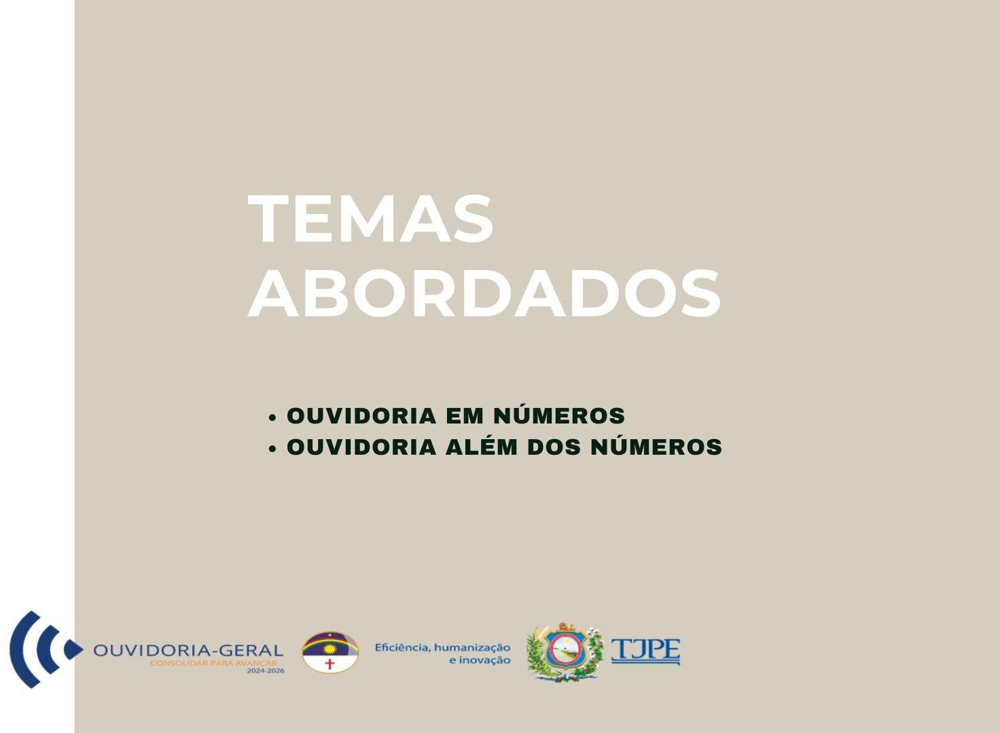 TEMAS
ABORDADOS
• OUVIDORIA EM NÚMEROS
• OUVIDORIA ALÉM DOS NÚMEROS
OUVIDORIA-GERAL
CONSOLIDAR PARA AVANÇAR
2024-2026
Eficiência, humanização
e inovação
TJPE